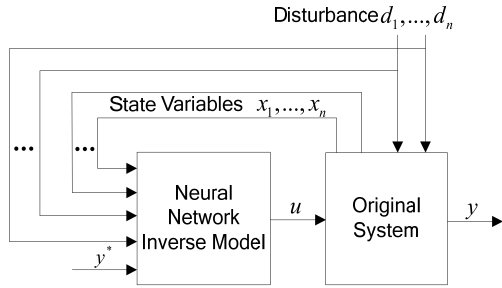 Disturbance d₁,...,dₙ
State Variables x₁,...,xₙ
...
...
Neural
Network
Inverse Model
u
Original
System
y
y*